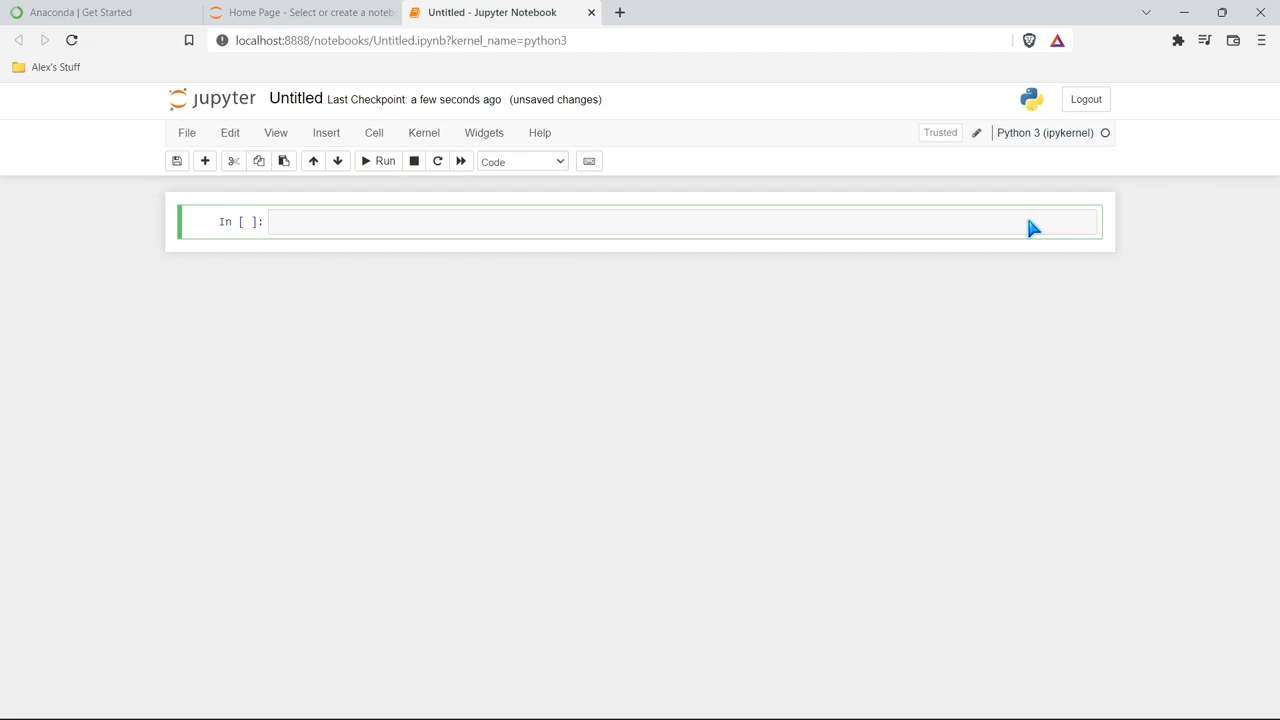 Anaconda | Get Started
Home Page - Select or create a noteb
Untitled - Jupyter Notebook
localhost:8888/notebooks/Untitled.ipynb?kernel_name=python3
Alex's Stuff
jupyter Untitled Last Checkpoint: a few seconds ago (unsaved changes)
Logout
File Edit View Insert Cell Kernel Widgets Help
Trusted Python 3 (ipykernel)
Run Code
In [ ]: